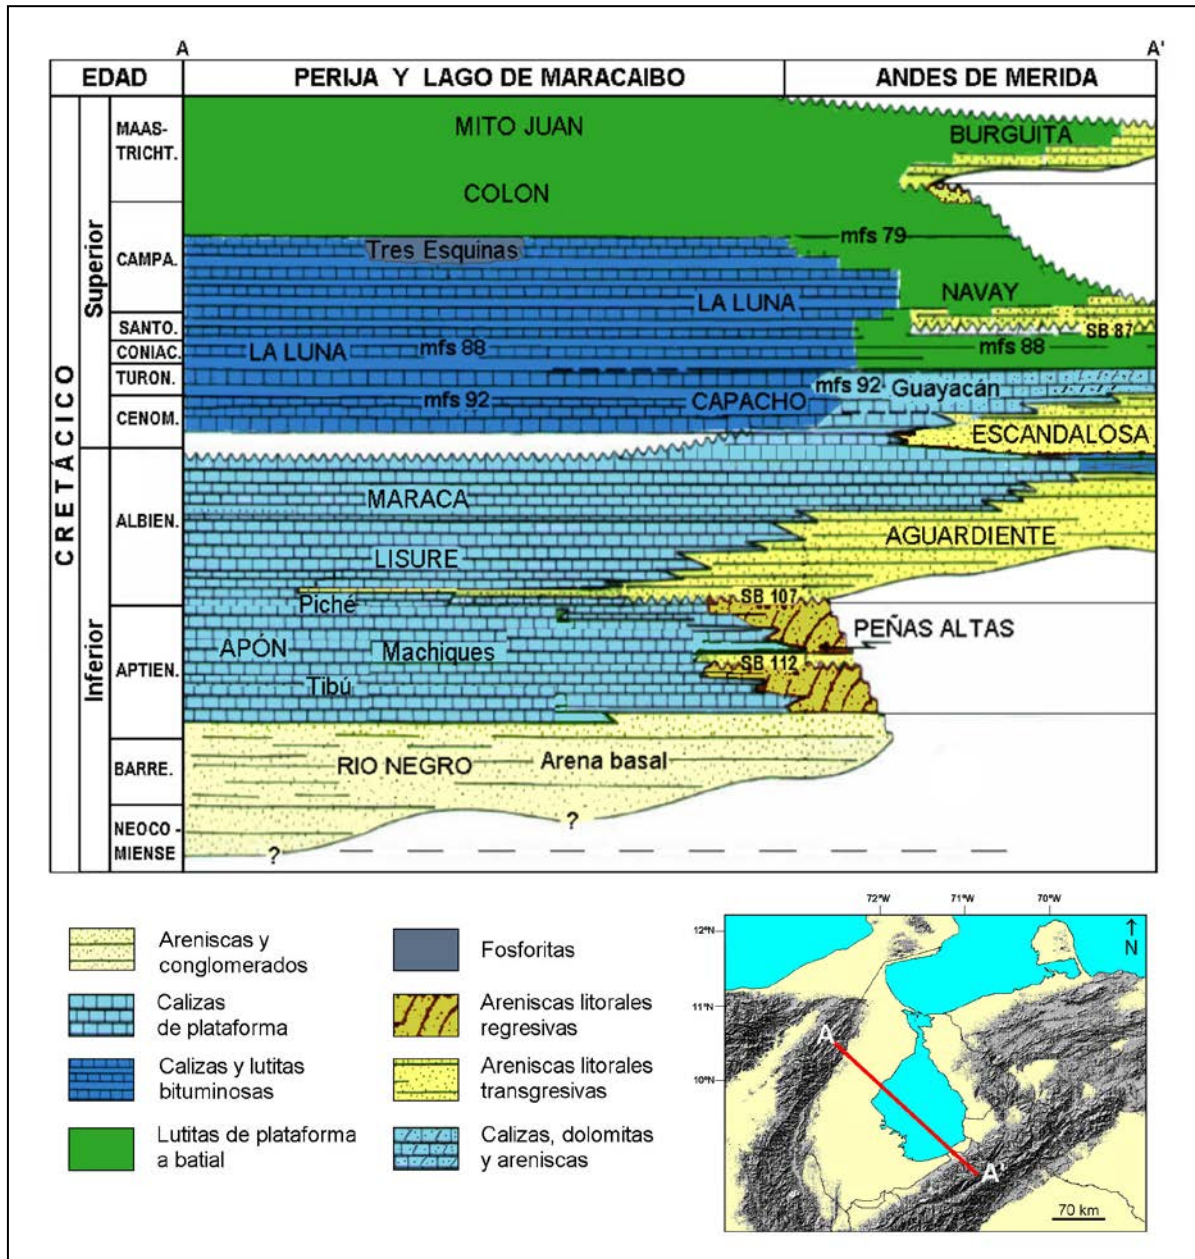 A
A'
EDAD
PERIJA Y LAGO DE MARACAIBO
ANDES DE MERIDA
CRETÁCICO
Superior
Inferior
MAAS-
TRICHT.
CAMPA.
SANTO.
CONIAC.
TURON.
CENOM.
ALBIEN.
APTIEN.
BARRE.
NEOCO -
MIENSE
MITO JUAN
BURGUITA
COLON
mfs 79
Tres Esquinas
LA LUNA
NAVAY
SB 87
LA LUNA
mfs 88
mfs 88
mfs 92
Guayacán
mfs 92
CAPACHO
ESCANDALOSA
MARACA
AGUARDIENTE
LISURE
SB 107
Piché
PEÑAS ALTAS
APÓN
Machiques
SB 112
Tibú
RIO NEGRO
Arena basal
?
?
Areniscas y
conglomerados
Calizas
de plataforma
Calizas y lutitas
bituminosas
Lutitas de plataforma
a batial
Fosforitas
Areniscas litorales
regresivas
Areniscas litorales
transgresivas
Calizas, dolomitas
y areniscas
72°W
71°W
70°W
12°N
11°N
10°N
N
A
A'
70 km